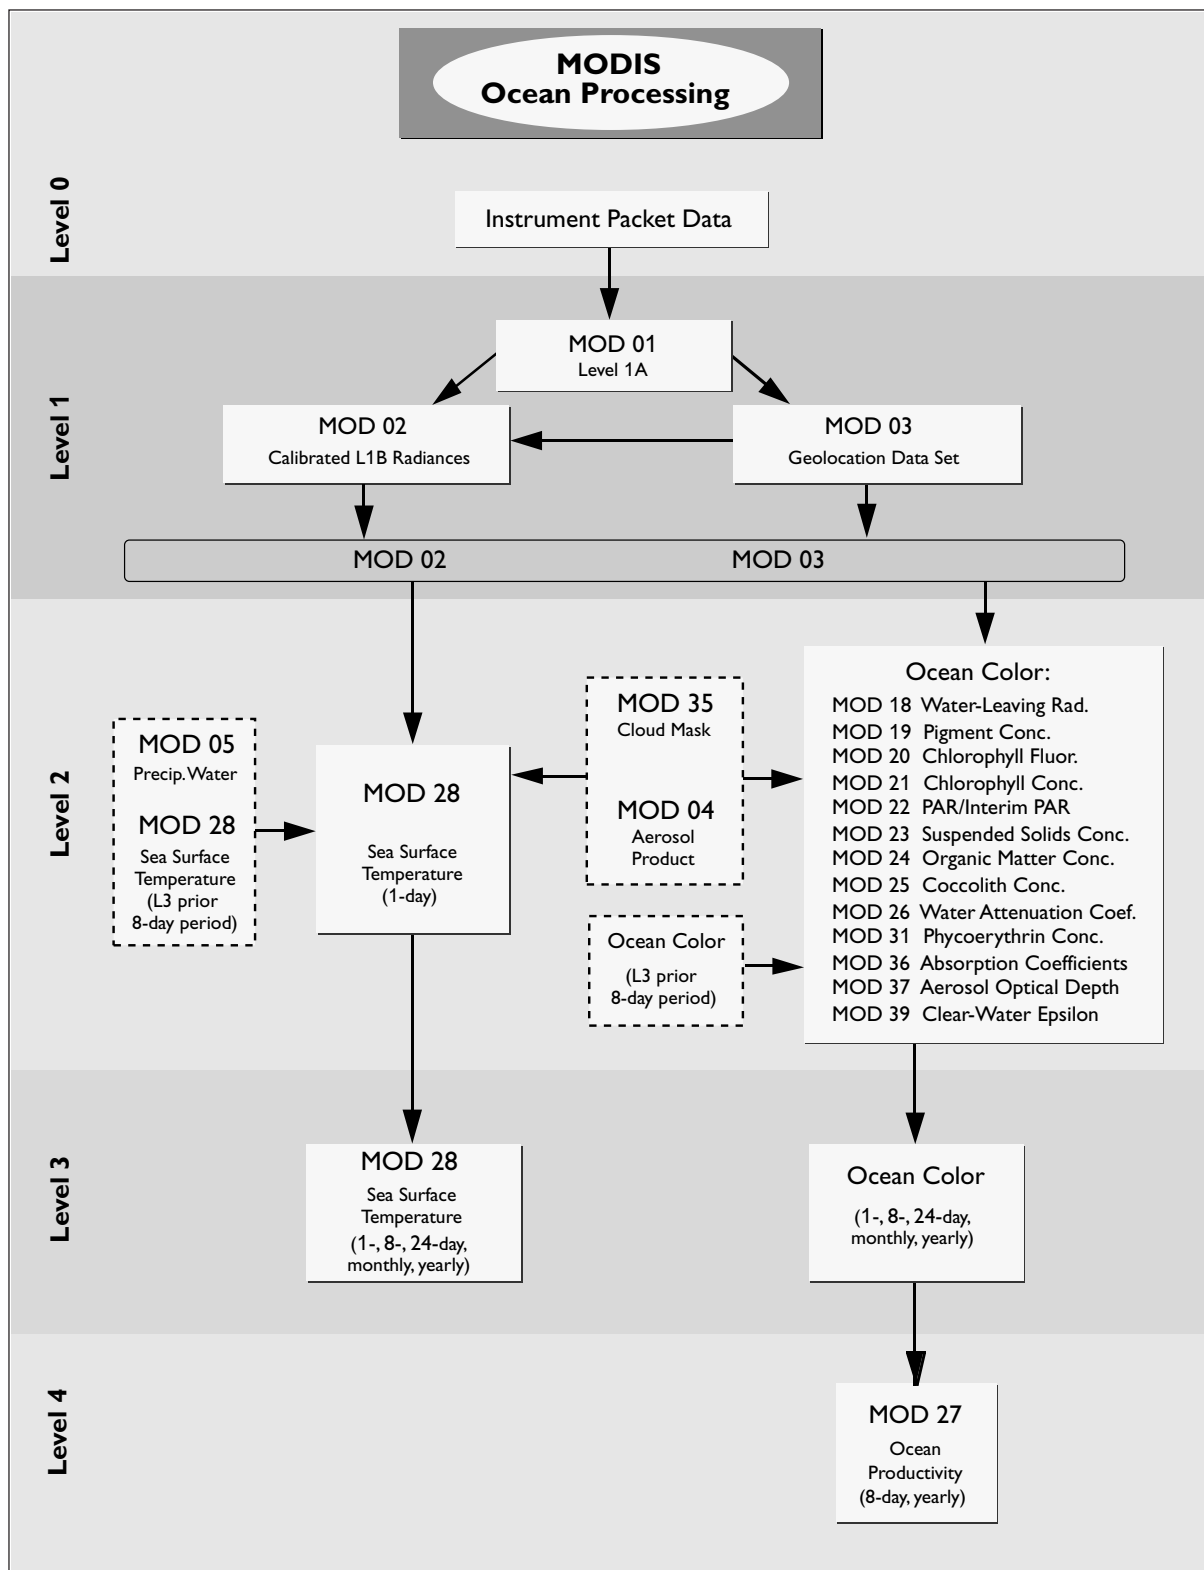 MODIS
Ocean Processing
Level 0
Instrument Packet Data
Level 1
MOD 01
Level 1A
MOD 02
Calibrated L1B Radiances
MOD 03
Geolocation Data Set
MOD 02
MOD 03
Level 2
MOD 05
Precip. Water
MOD 28
Sea Surface
Temperature
(L3 prior
8-day period)
MOD 28
Sea Surface
Temperature
(1-day)
MOD 35
Cloud Mask
MOD 04
Aerosol
Product
Ocean Color
(L3 prior
8-day period)
Ocean Color:
MOD 18 Water-Leaving Rad.
MOD 19 Pigment Conc.
MOD 20 Chlorophyll Fluor.
MOD 21 Chlorophyll Conc.
MOD 22 PAR/Interim PAR
MOD 23 Suspended Solids Conc.
MOD 24 Organic Matter Conc.
MOD 25 Coccolith Conc.
MOD 26 Water Attenuation Coef.
MOD 31 Phycoerythrin Conc.
MOD 36 Absorption Coefficients
MOD 37 Aerosol Optical Depth
MOD 39 Clear-Water Epsilon
Level 3
MOD 28
Sea Surface
Temperature
(1-, 8-, 24-day,
monthly, yearly)
Ocean Color
(1-, 8-, 24-day,
monthly, yearly)
Level 4
MOD 27
Ocean
Productivity
(8-day, yearly)